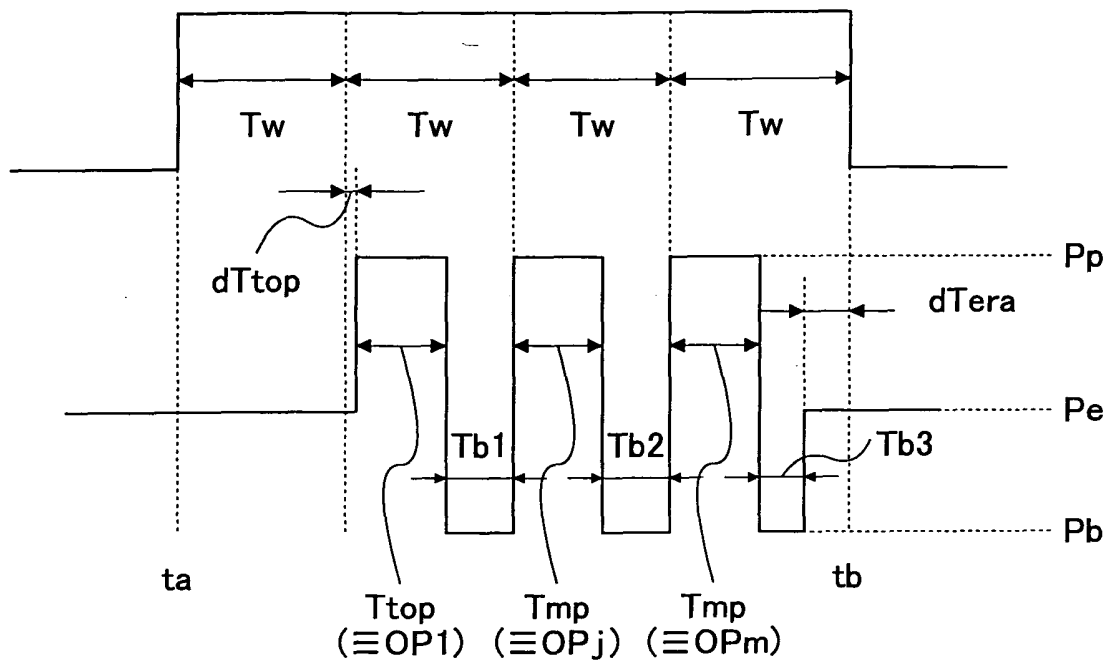 Tw Tw Tw Tw
dTtop
Pp
dTera
Pe
Tb1 Tb2 Tb3
Pb
ta tb
Ttop Tmp Tmp
(≡OP1) (≡OPj) (≡OPm)